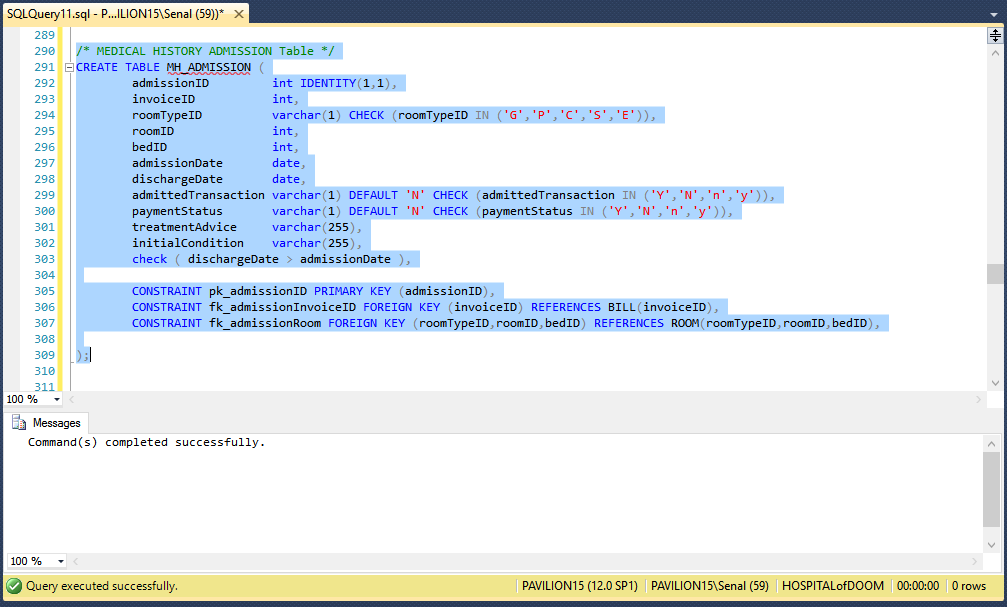 SQLQuery11.sql - P...ILION15\Senal (59))*
289
290 /* MEDICAL HISTORY ADMISSION Table */
291 CREATE TABLE MH_ADMISSION (
292 admissionID int IDENTITY(1,1),
293 invoiceID int,
294 roomTypeID varchar(1) CHECK (roomTypeID IN ('G','P','C','S','E')),
295 roomID int,
296 bedID int,
297 admissionDate date,
298 dischargeDate date,
299 admittedTransaction varchar(1) DEFAULT 'N' CHECK (admittedTransaction IN ('Y','N','n','y')),
300 paymentStatus varchar(1) DEFAULT 'N' CHECK (paymentStatus IN ('Y','N','n','y')),
301 treatmentAdvice varchar(255),
302 initialCondition varchar(255),
303 check ( dischargeDate > admissionDate ),
304
305 CONSTRAINT pk_admissionID PRIMARY KEY (admissionID),
306 CONSTRAINT fk_admissionInvoiceID FOREIGN KEY (invoiceID) REFERENCES BILL(invoiceID),
307 CONSTRAINT fk_admissionRoom FOREIGN KEY (roomTypeID,roomID,bedID) REFERENCES ROOM(roomTypeID,roomID,bedID),
308
309 );
310
311
100 %
Messages
Command(s) completed successfully.
100 %
Query executed successfully. PAVILION15 (12.0 SP1) PAVILION15\Senal (59) HOSPITALofDOOM 00:00:00 0 rows